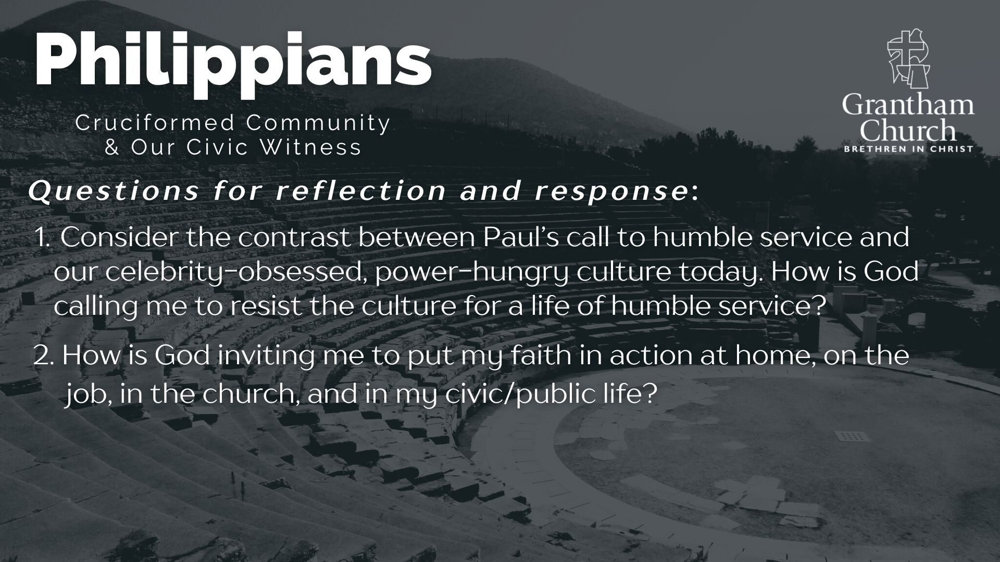 Philippians
Cruciformed Community
& Our Civic Witness
Grantham
Church
BRETHREN IN CHRIST
Questions for reflection and response:
1. Consider the contrast between Paul’s call to humble service and
our celebrity-obsessed, power-hungry culture today. How is God
calling me to resist the culture for a life of humble service?
2. How is God inviting me to put my faith in action at home, on the
job, in the church, and in my civic/public life?